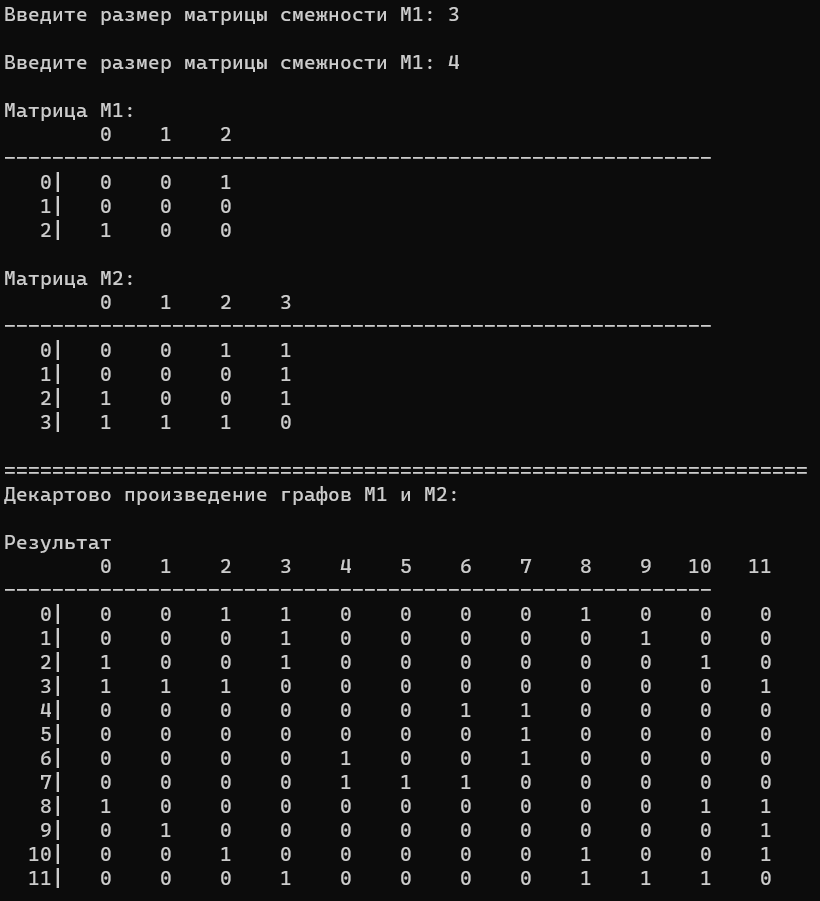 Введите размер матрицы смежности M1: 3
Введите размер матрицы смежности M1: 4
Матрица M1:
0 1 2
-----------------------------------------------------------
0| 0 0 1
1| 0 0 0
2| 1 0 0
Матрица M2:
0 1 2 3
-----------------------------------------------------------
0| 0 0 1 1
1| 0 0 0 1
2| 1 0 0 1
3| 1 1 1 0
===================================================================
Декартово произведение графов M1 и M2:
Результат
0 1 2 3 4 5 6 7 8 9 10 11
-----------------------------------------------------------
0| 0 0 1 1 0 0 0 0 1 0 0 0
1| 0 0 0 1 0 0 0 0 0 1 0 0
2| 1 0 0 1 0 0 0 0 0 0 1 0
3| 1 1 1 0 0 0 0 0 0 0 0 1
4| 0 0 0 0 0 0 1 1 0 0 0 0
5| 0 0 0 0 0 0 0 1 0 0 0 0
6| 0 0 0 0 1 0 0 1 0 0 0 0
7| 0 0 0 0 1 1 1 0 0 0 0 0
8| 1 0 0 0 0 0 0 0 0 0 1 1
9| 0 1 0 0 0 0 0 0 0 0 0 1
10| 0 0 1 0 0 0 0 0 1 0 0 1
11| 0 0 0 1 0 0 0 0 1 1 1 0